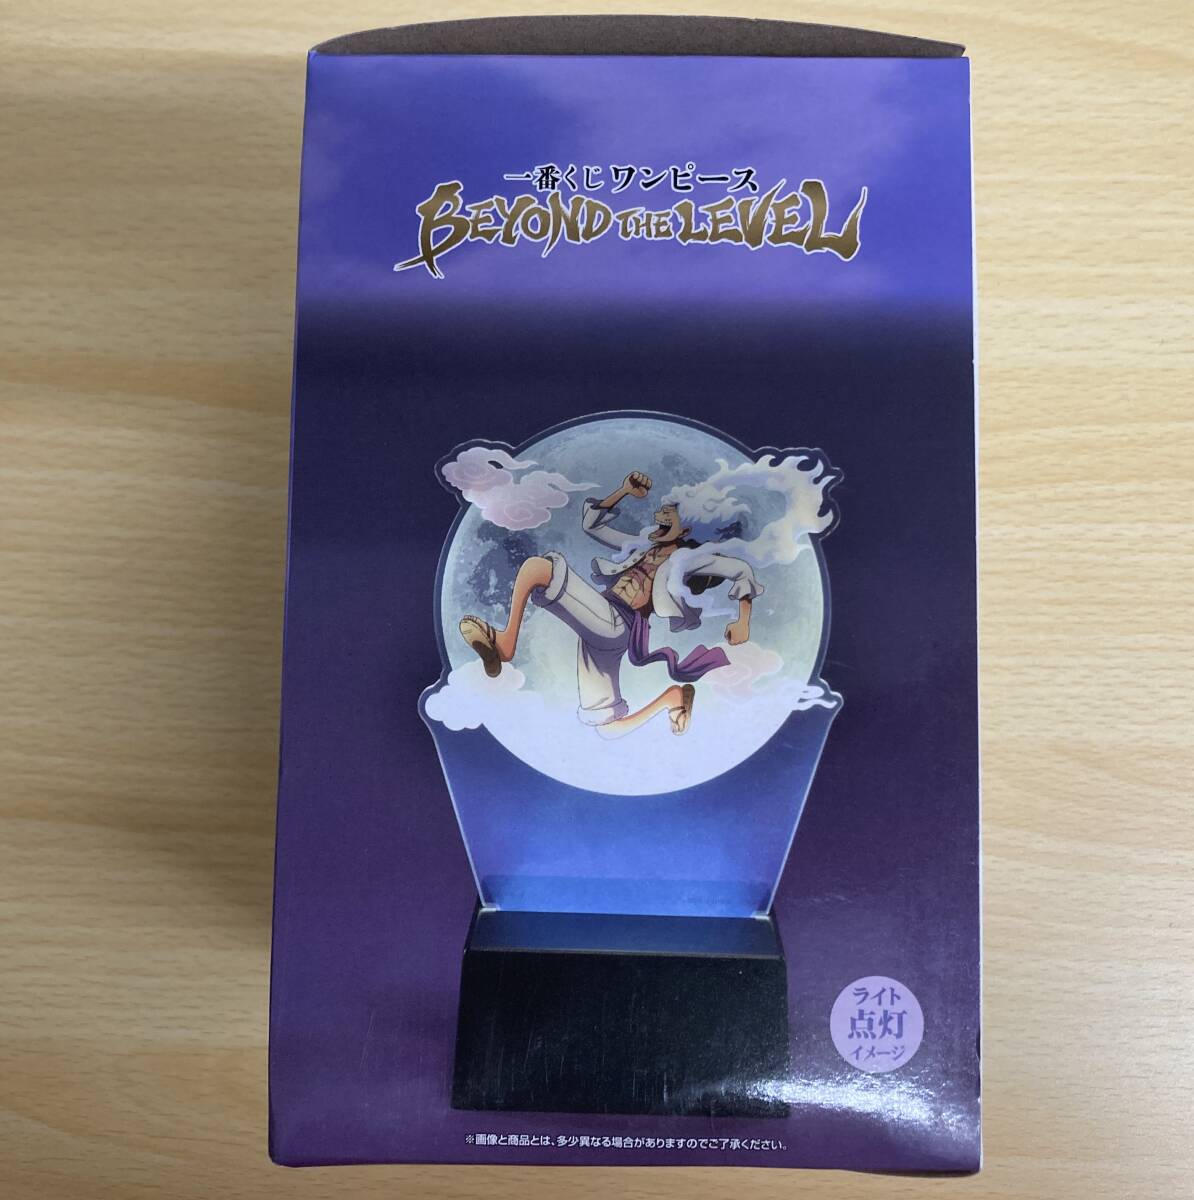 一番くじ ワンピース
BEYOND THE LEVEL
ライト
点灯
イメージ
※画像と商品とは、多少異なる場合がありますのでご了承ください。